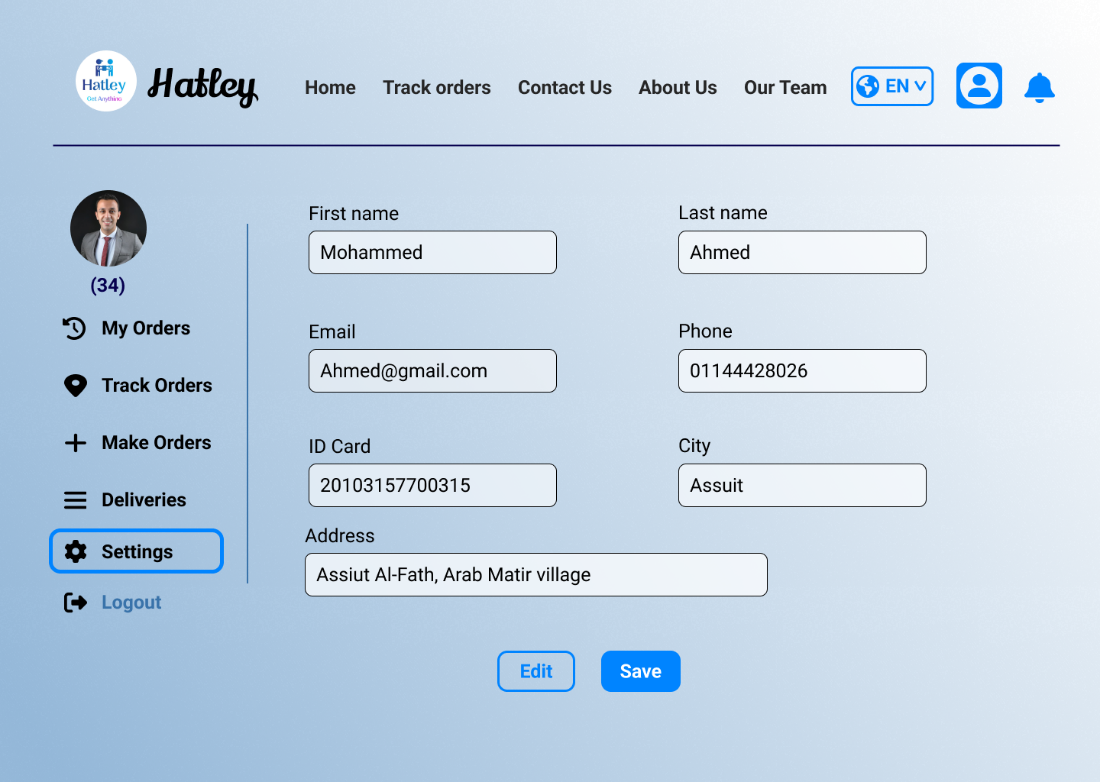 Hatley
Get Anything
Hatley
Home Track orders Contact Us About Us Our Team EN
(34)
My Orders
Track Orders
Make Orders
Deliveries
Settings
Logout
First name
Mohammed
Last name
Ahmed
Email
Ahmed@gmail.com
Phone
01144428026
ID Card
20103157700315
City
Assuit
Address
Assiut Al-Fath, Arab Matir village
Edit Save